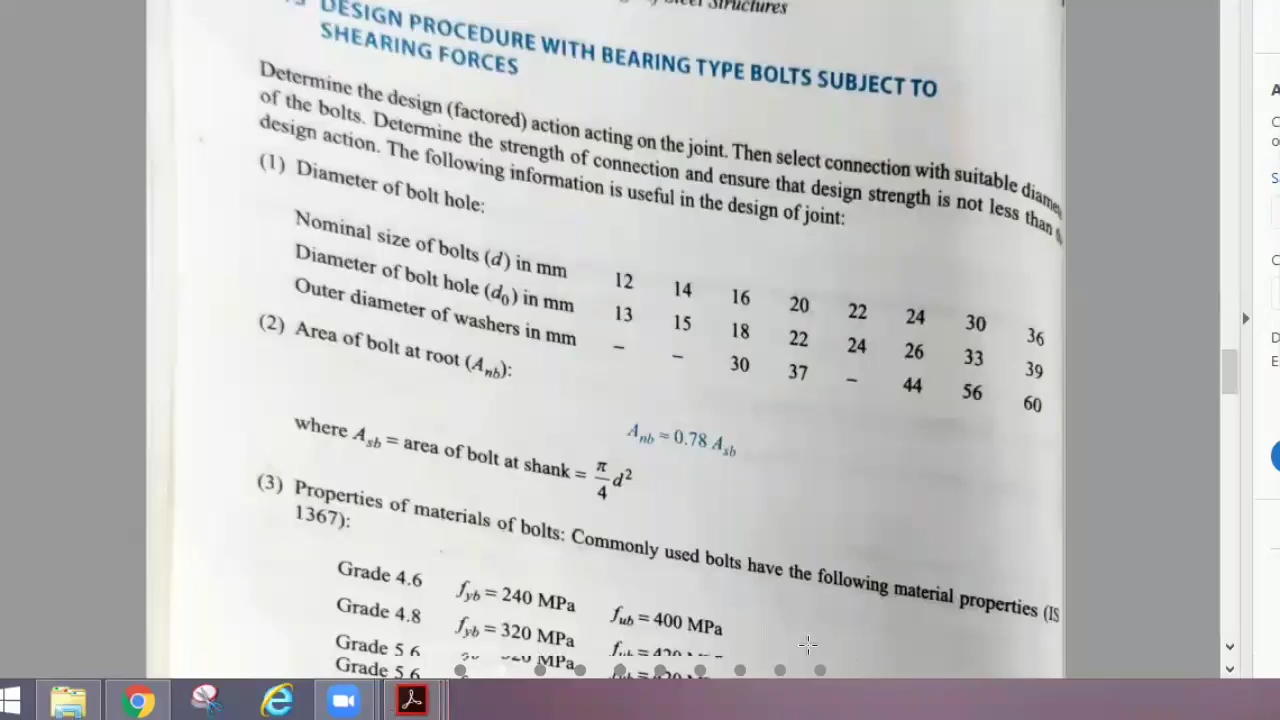 Structures
DESIGN PROCEDURE WITH BEARING TYPE BOLTS SUBJECT TO
SHEARING FORCES
Determine the design (factored) action acting on the joint. Then select connection with suitable
of the bolts. Determine the strength of connection and ensure that design strength is not less than
design action. The following information is useful in the design of joint:
(1) Diameter of bolt hole:
Nominal size of bolts (d) in mm 12 14 16 20 22 24 30 36
Diameter of bolt hole (d₀) in mm 13 15 18 22 24 26 33 39
Outer diameter of washers in mm – – 30 37 – 44 56 60
(2) Area of bolt at root (Anb):
Anb = 0.78 Asb
where Asb = area of bolt at shank = π/4 d²
(3) Properties of materials of bolts: Commonly used bolts have the following material properties (IS
1367):
Grade 4.6 fyb = 240 MPa fub = 400 MPa
Grade 4.8 fyb = 320 MPa fub = 420
Grade 5.6 MPa
Grade 5.6